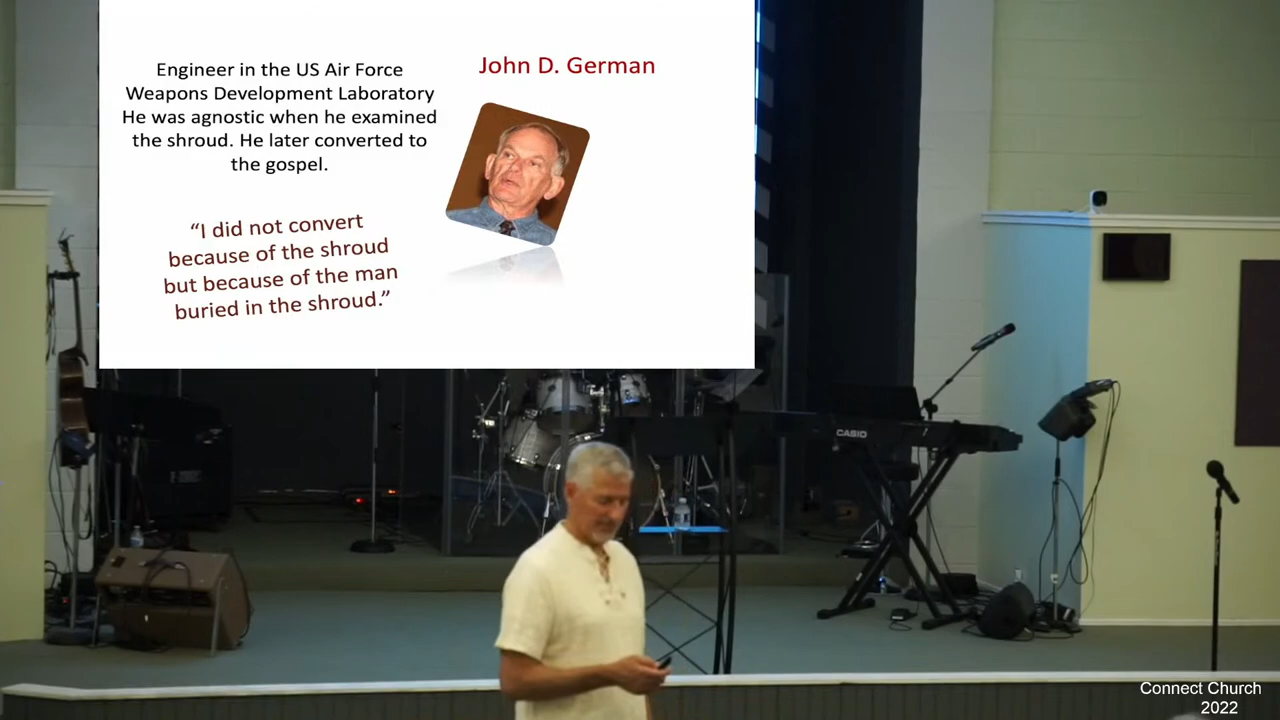 Engineer in the US Air Force
Weapons Development Laboratory
He was agnostic when he examined
the shroud. He later converted to
the gospel.
John D. German
“I did not convert
because of the shroud
but because of the man
buried in the shroud.”
CASIO
Connect Church
2022